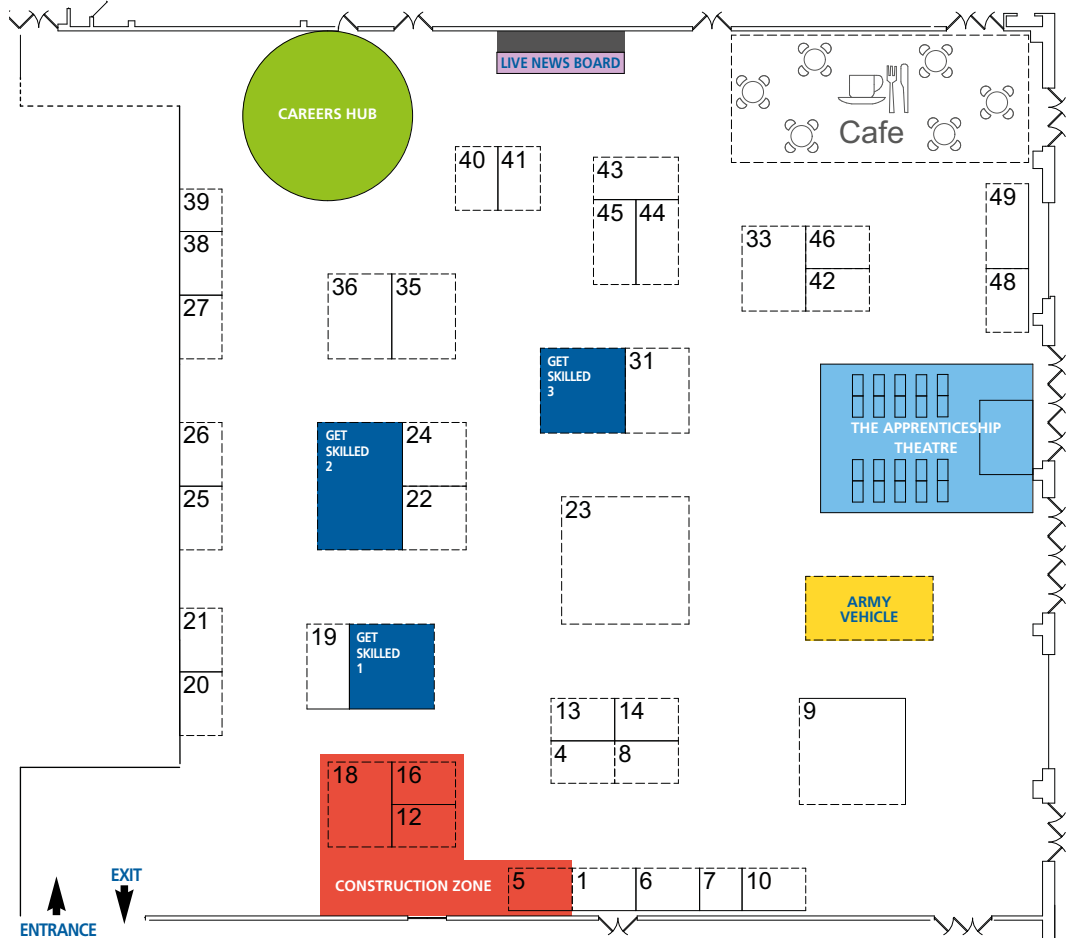 LIVE NEWS BOARD
CAREERS HUB
Cafe
40
41
43
39
49
45
44
33
46
38
42
48
36
35
27
GET
SKILLED
3
31
26
GET
SKILLED
2
24
THE APPRENTICESHIP
THEATRE
25
22
23
ARMY
VEHICLE
21
19
GET
SKILLED
1
20
13
14
9
4
8
18
16
12
CONSTRUCTION ZONE
5
1
6
7
10
EXIT
ENTRANCE